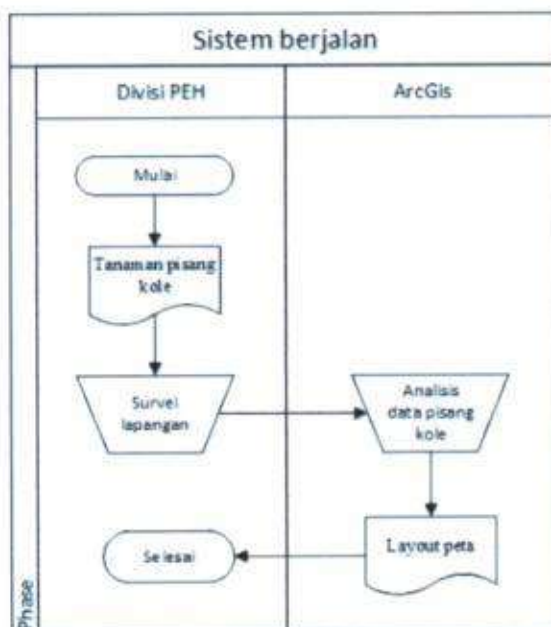 Sistem berjalan
Divisi PEH
ArcGis
Mulai
Tanaman pisang
kole
Survei
lapangan
Analisis
data pisang
kole
Layout peta
Selesai
Phase